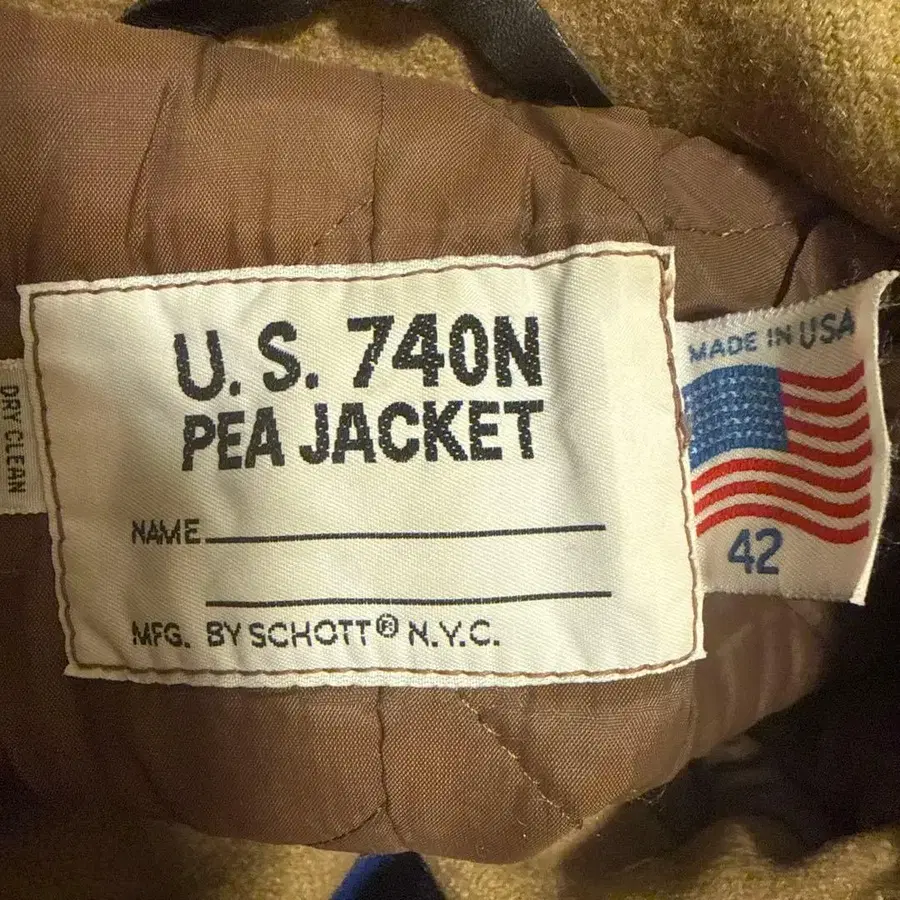 U.S. 740N
PEA JACKET
NAME
MFG. BY SCHOTT® N.Y.C.
DRY CLEAN
MADE IN USA
42